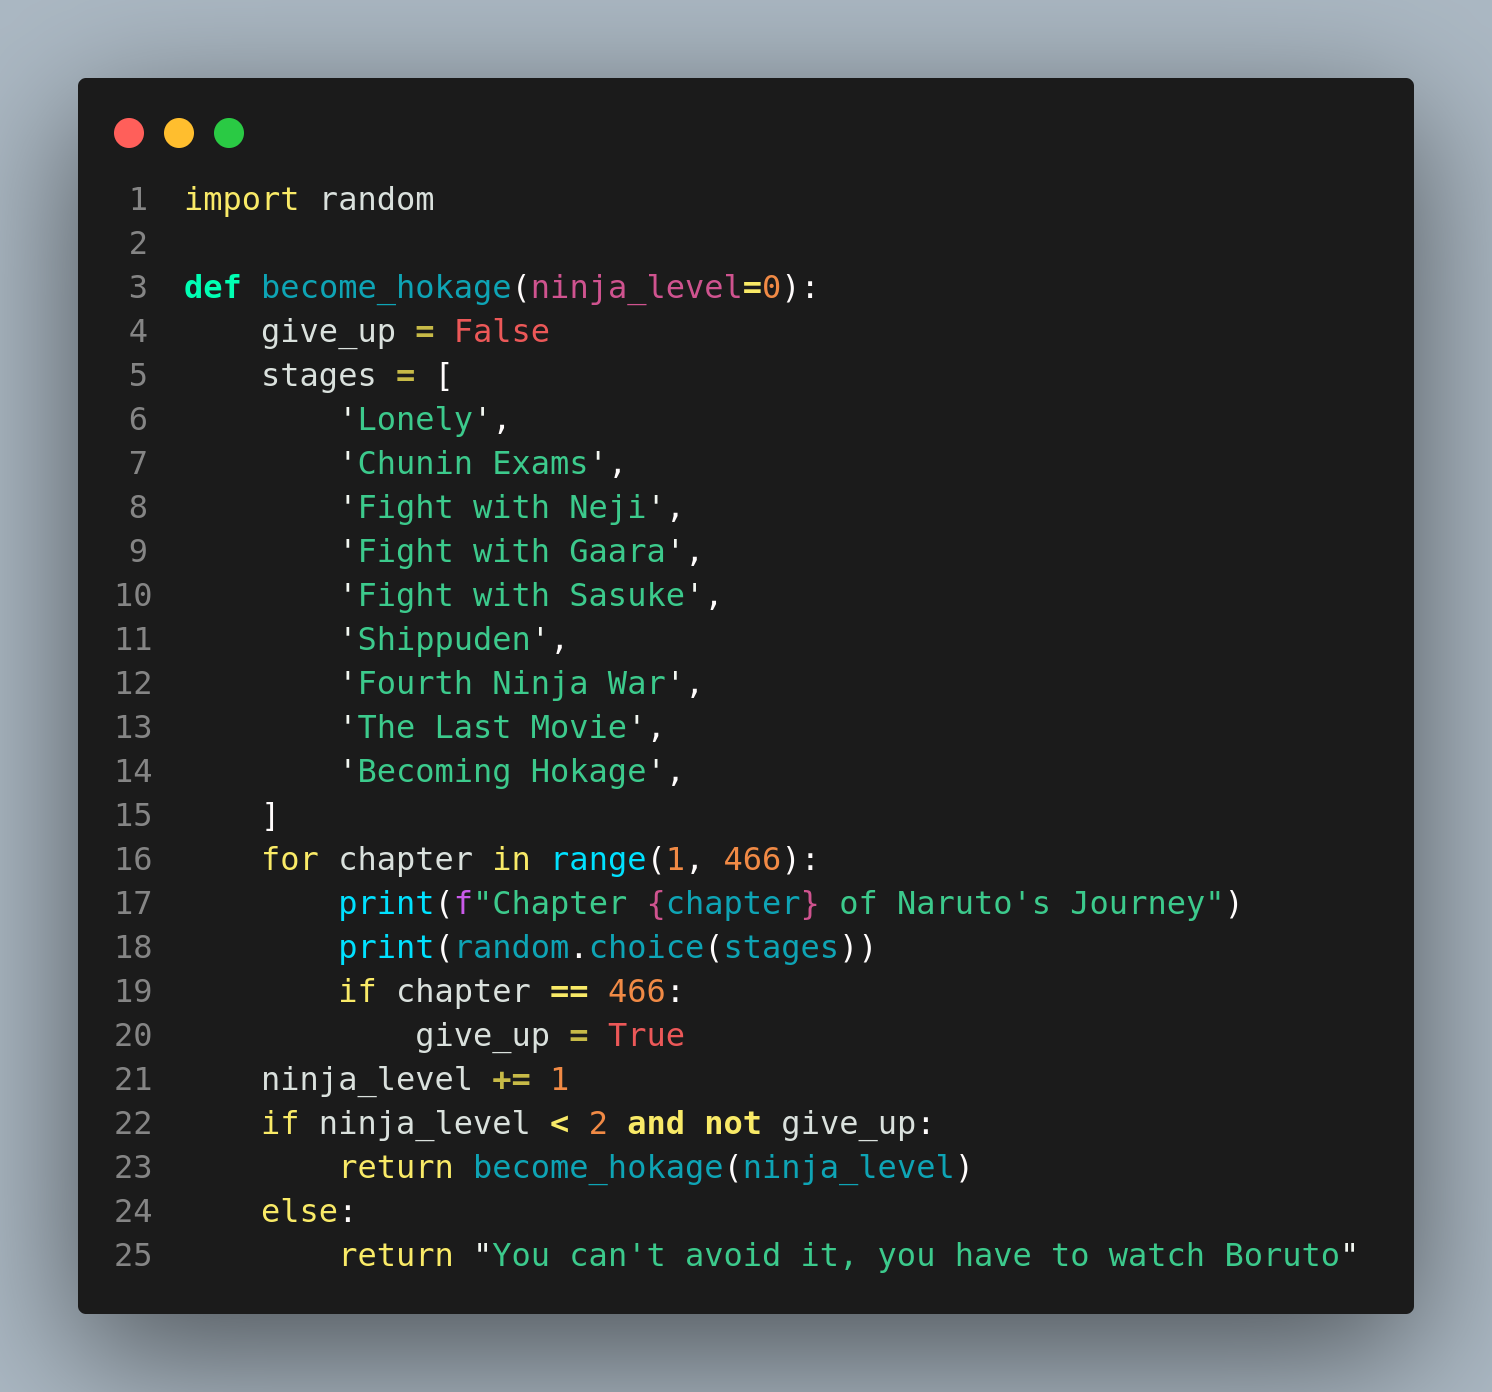 1 import random
2
3 def become_hokage(ninja_level=0):
4     give_up = False
5     stages = [
6         'Lonely',
7         'Chunin Exams',
8         'Fight with Neji',
9         'Fight with Gaara',
10         'Fight with Sasuke',
11         'Shippuden',
12         'Fourth Ninja War',
13         'The Last Movie',
14         'Becoming Hokage',
15     ]
16     for chapter in range(1, 466):
17         print(f"Chapter {chapter} of Naruto's Journey")
18         print(random.choice(stages))
19         if chapter == 466:
20             give_up = True
21     ninja_level += 1
22     if ninja_level < 2 and not give_up:
23         return become_hokage(ninja_level)
24     else:
25         return "You can't avoid it, you have to watch Boruto"